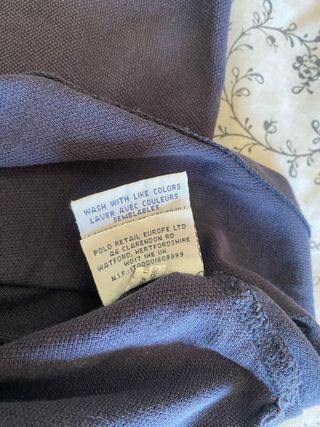 WASH WITH LIKE COLORS
LAVER AVEC COULEURS
SEMBLABLES
POLO RETAIL EUROPE LTD
46 CLARENDON RD
WATFORD, HERTFORDSHIRE
WD17 1HE UK
N.I.F. IT00001609999